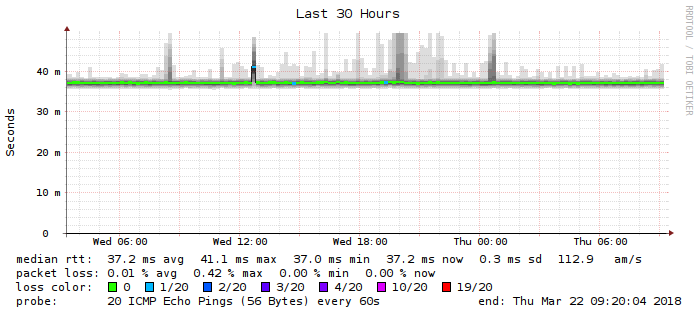 Last 30 Hours
RRDTOOL / TOBI OETIKER
Seconds
40 m
30 m
20 m
10 m
0
Wed 06:00 Wed 12:00 Wed 18:00 Thu 00:00 Thu 06:00
median rtt: 37.2 ms avg 41.1 ms max 37.0 ms min 37.2 ms now 0.3 ms sd 112.9 am/s
packet loss: 0.01 % avg 0.42 % max 0.00 % min 0.00 % now
loss color: 0 1/20 2/20 3/20 4/20 10/20 19/20
probe: 20 ICMP Echo Pings (56 Bytes) every 60s end: Thu Mar 22 09:20:04 2018